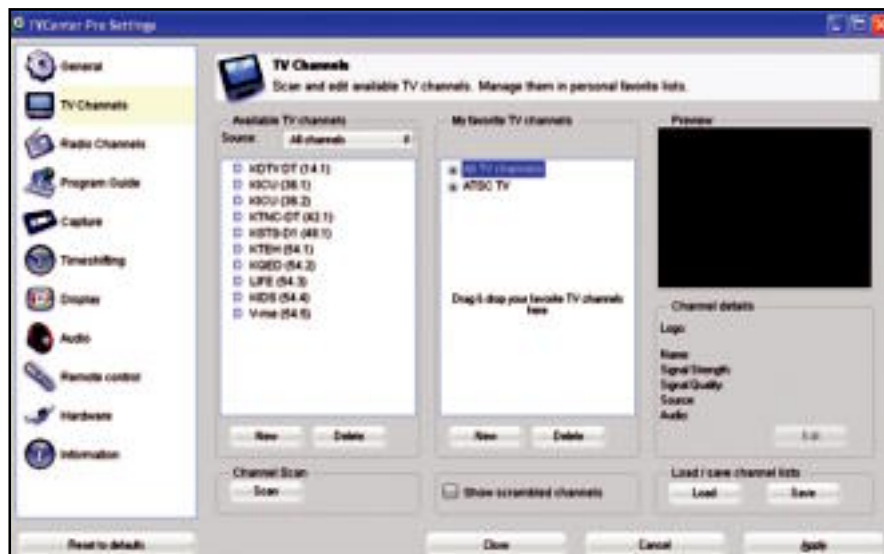 TVCenter Pro Settings
General
TV Channels
Radio Channels
Program Guide
Capture
Timeshifting
Display
Audio
Remote control
Hardware
Information
Reset to defaults
TV Channels
Scan and edit available TV channels. Manage them in personal favorite lists.
Available TV channels
Source: All channels
KDTV-DT (14.1)
KICU (36.1)
KICU (36.2)
KTNC-DT (42.1)
KSTS-D1 (48.1)
KTEH (54.1)
KQED (54.2)
LIFE (54.3)
KIDS (54.4)
V-me (54.5)
New Delete
Channel Scan
Scan
My favorite TV channels
All TV channels
ATSC TV
Drag & drop your favorite TV channels
here
New Delete
Show scrambled channels
Preview
Channel details
Logo:
Name:
Signal Strength:
Signal Quality:
Source:
Audio:
Edit
Load / save channel lists
Load Save
Close Cancel Apply